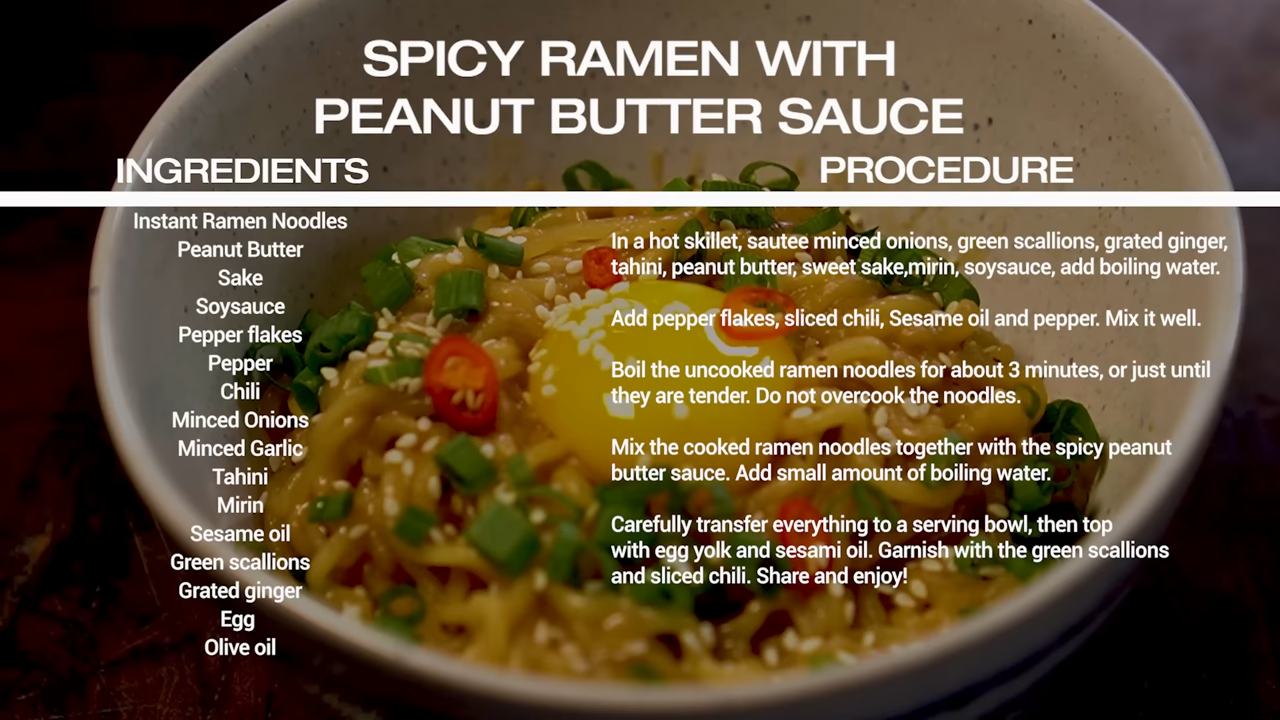 SPICY RAMEN WITH
PEANUT BUTTER SAUCE
INGREDIENTS
Instant Ramen Noodles
Peanut Butter
Sake
Soysauce
Pepper flakes
Pepper
Chili
Minced Onions
Minced Garlic
Tahini
Mirin
Sesame oil
Green scallions
Grated ginger
Egg
Olive oil
PROCEDURE
In a hot skillet, sautee minced onions, green scallions, grated ginger,
tahini, peanut butter, sweet sake,mirin, soysauce, add boiling water.
Add pepper flakes, sliced chili, Sesame oil and pepper. Mix it well.
Boil the uncooked ramen noodles for about 3 minutes, or just until
they are tender. Do not overcook the noodles.
Mix the cooked ramen noodles together with the spicy peanut
butter sauce. Add small amount of boiling water.
Carefully transfer everything to a serving bowl, then top
with egg yolk and sesami oil. Garnish with the green scallions
and sliced chili. Share and enjoy!